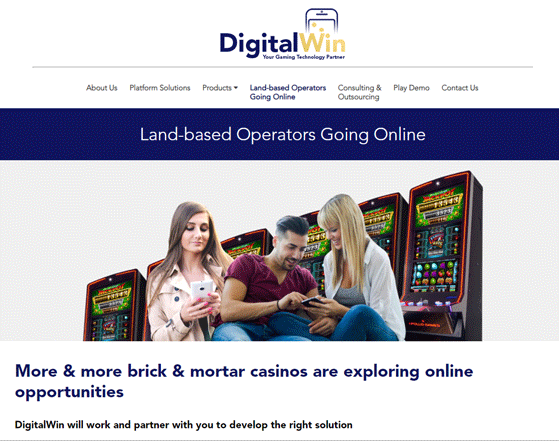 DigitalWin
Your Gaming Technology Partner
About Us Platform Solutions Products Land-based Operators Going Online Consulting & Outsourcing Play Demo Contact Us
Land-based Operators Going Online
More & more brick & mortar casinos are exploring online
opportunities
DigitalWin will work and partner with you to develop the right solution